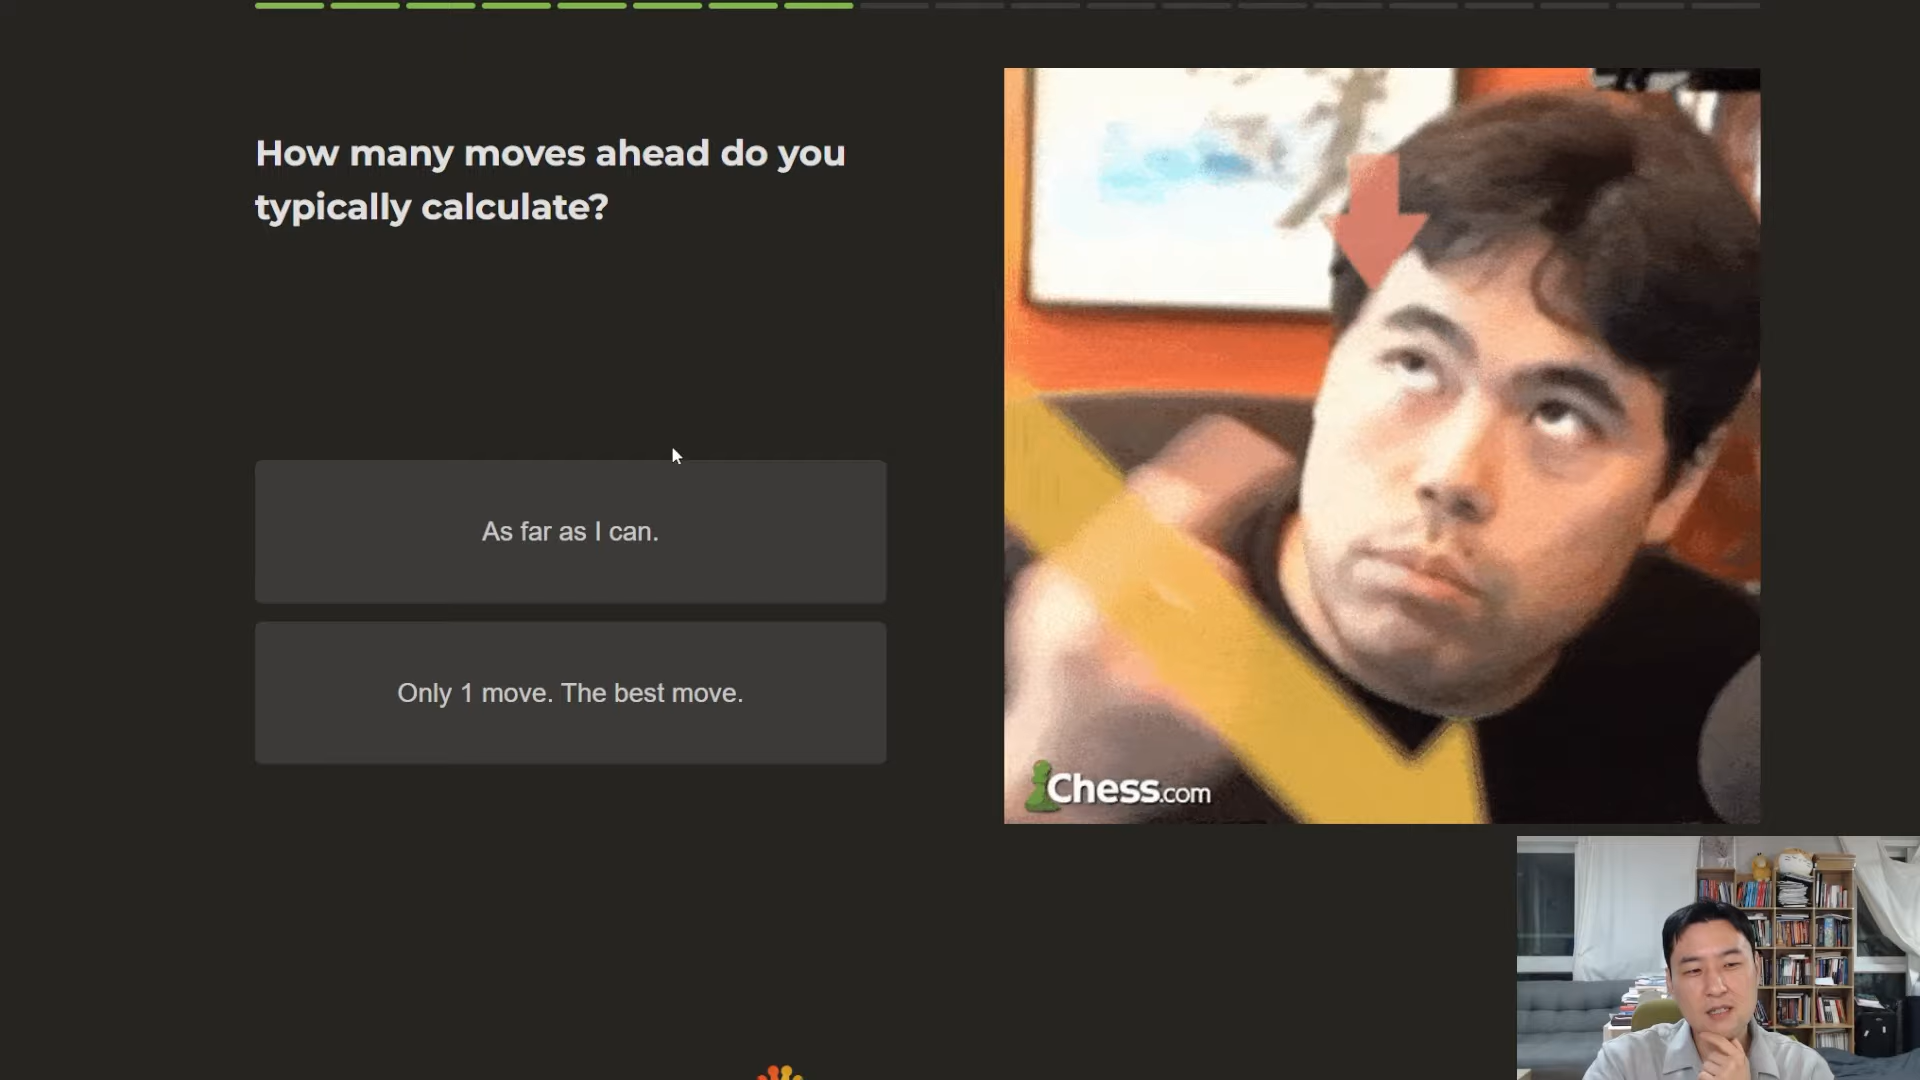 How many moves ahead do you
typically calculate?
As far as I can.
Only 1 move. The best move.
Chess.com